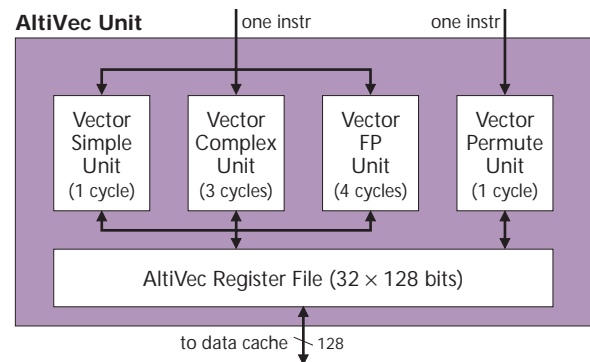 AltiVec Unit
one instr
one instr
Vector
Simple
Unit
(1 cycle)
Vector
Complex
Unit
(3 cycles)
Vector
FP
Unit
(4 cycles)
Vector
Permute
Unit
(1 cycle)
AltiVec Register File (32 × 128 bits)
to data cache
128